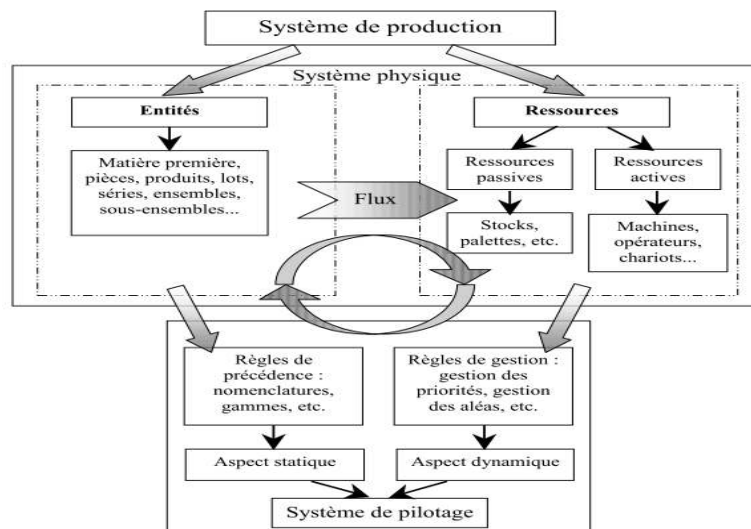 Système de production
Système physique
Entités
Matière première,
pièces, produits, lots,
séries, ensembles,
sous-ensembles...
Flux
Ressources
Ressources
passives
Stocks,
palettes, etc.
Ressources
actives
Machines,
opérateurs,
chariots...
Règles de
précédence :
nomenclatures,
gammes, etc.
Aspect statique
Règles de gestion :
gestion des
priorités, gestion
des aléas, etc.
Aspect dynamique
Système de pilotage